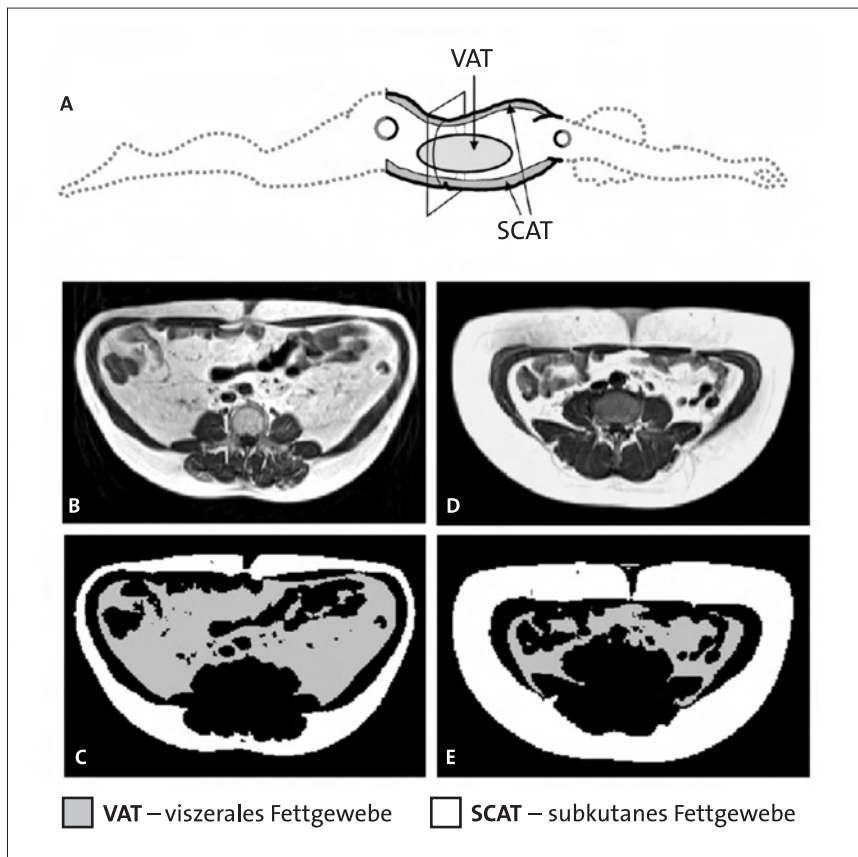 VAT
A
SCAT
B
D
C
E
VAT – viszerales Fettgewebe
SCAT – subkutanes Fettgewebe